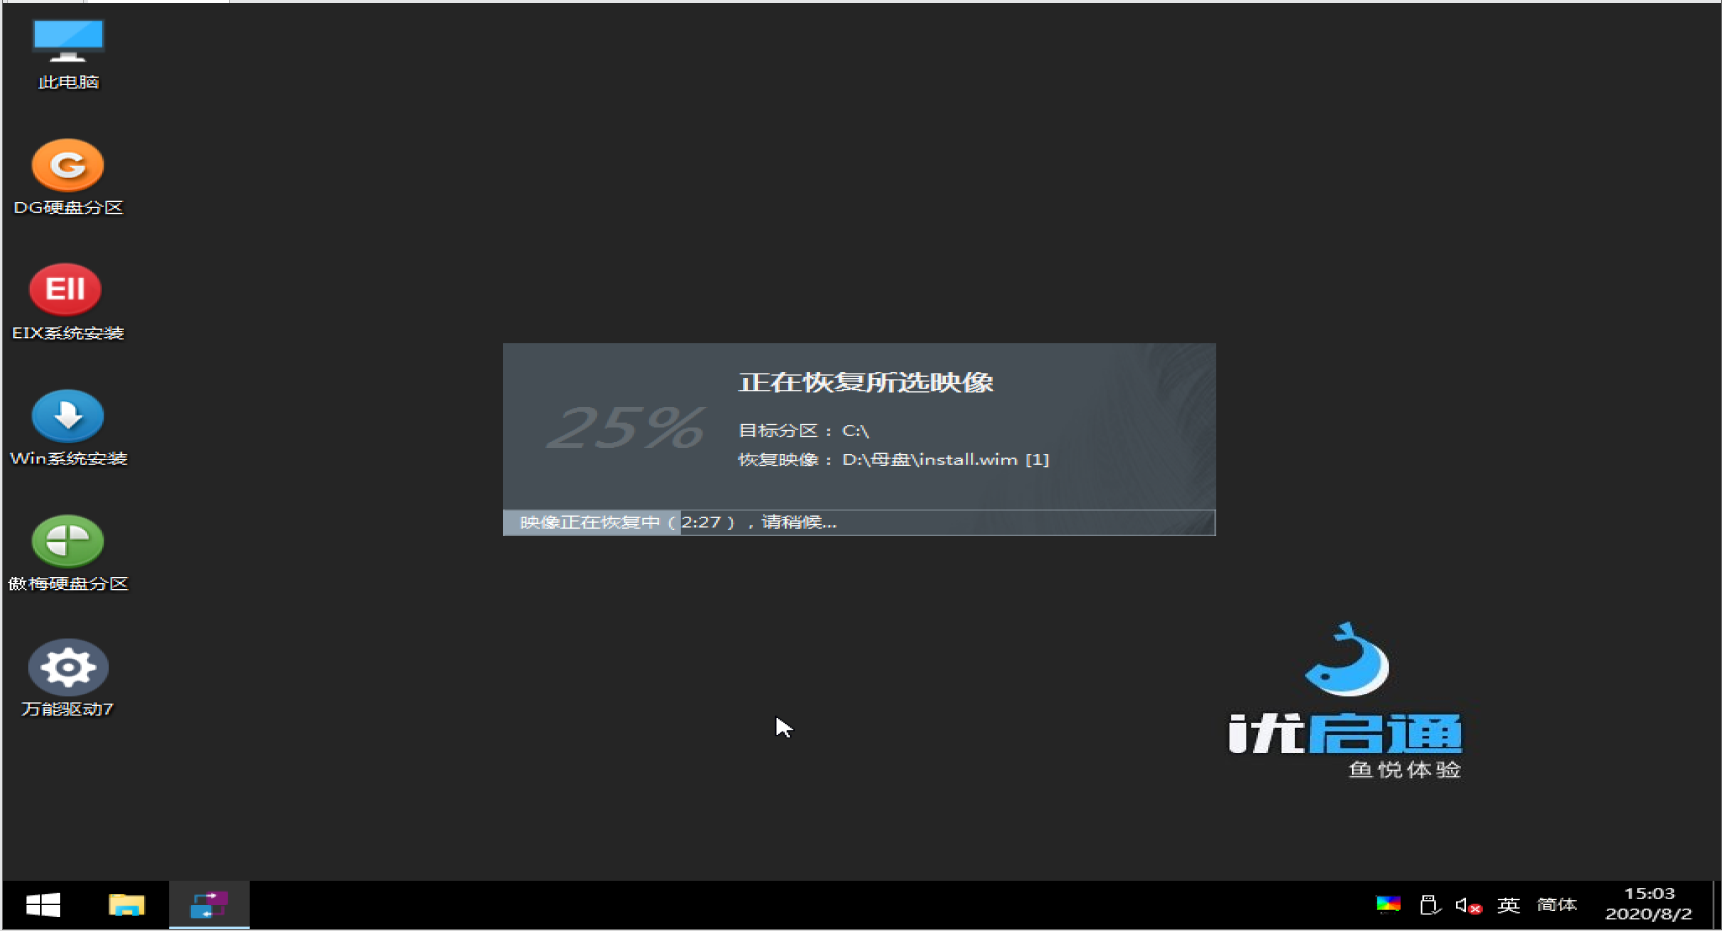 此电脑
G
DG硬盘分区
EII
EIX系统安装
Win系统安装
傲梅硬盘分区
万能驱动7
25%
正在恢复所选映像
目标分区： C:\
恢复映像： D:\母盘\install.wim [1]
映像正在恢复中（2:27），请稍候...
优启通
鱼悦体验
英
简体
15:03
2020/8/2